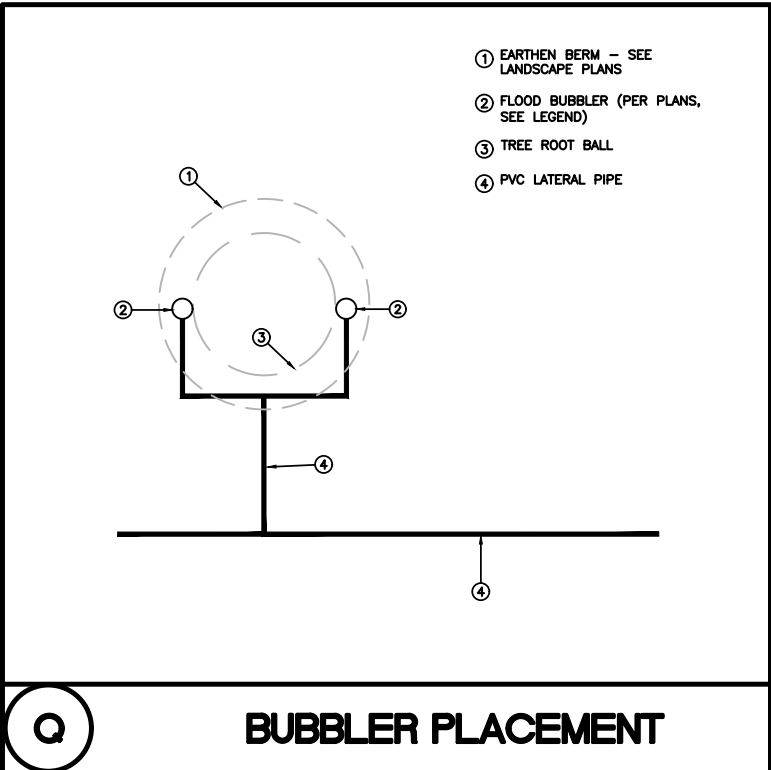 ① EARTHEN BERM – SEE
LANDSCAPE PLANS
② FLOOD BUBBLER (PER PLANS,
SEE LEGEND)
③ TREE ROOT BALL
④ PVC LATERAL PIPE
①
②
②
③
④
④
Q
BUBBLER PLACEMENT